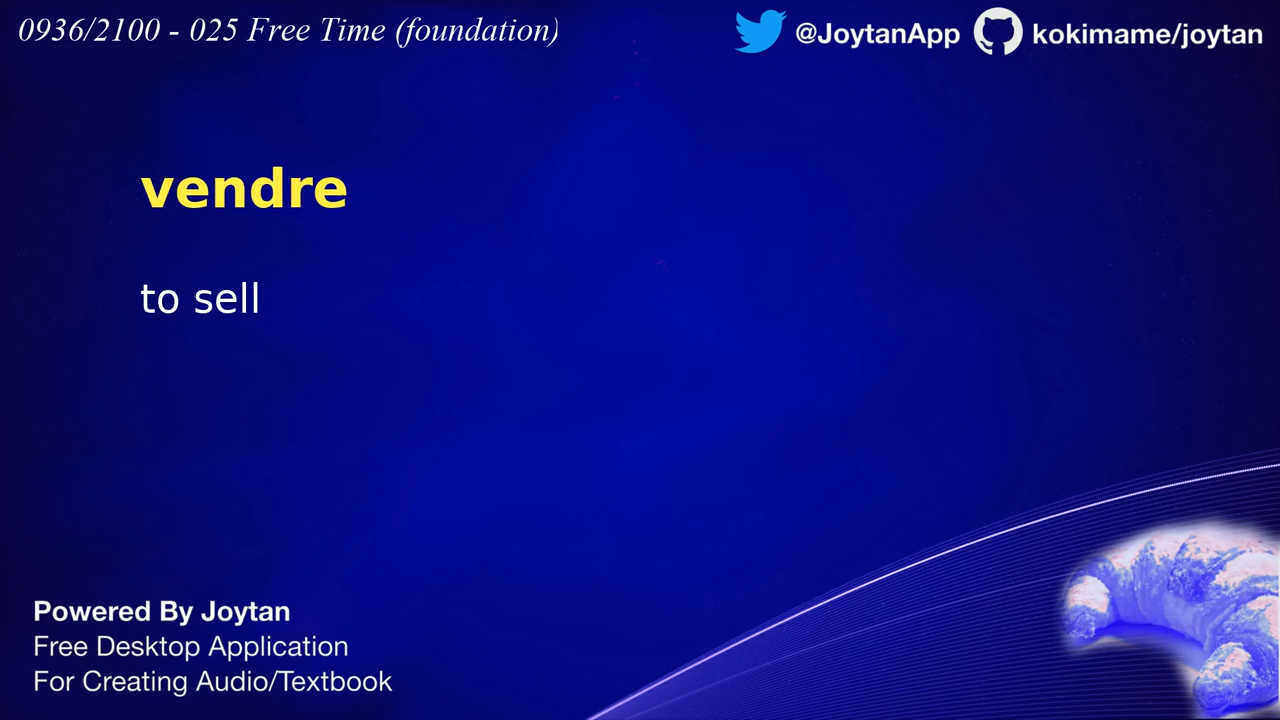 0936/2100 - 025 Free Time (foundation)
@JoytanApp
kokimame/joytan
vendre
to sell
Powered By Joytan
Free Desktop Application
For Creating Audio/Textbook